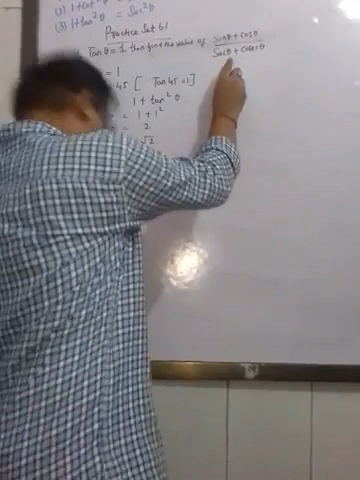 (2) 1+Cot²θ
(3) 1+tan²θ = Sec²θ
Practice Set 6.1
Tanθ = 1, then find the value of (sinθ + cosθ)/(Secθ + Cosecθ)
= 1
45 [ Tan45 = 1 ]
1 + tan²θ
= 1 + 1²
= 2
√2